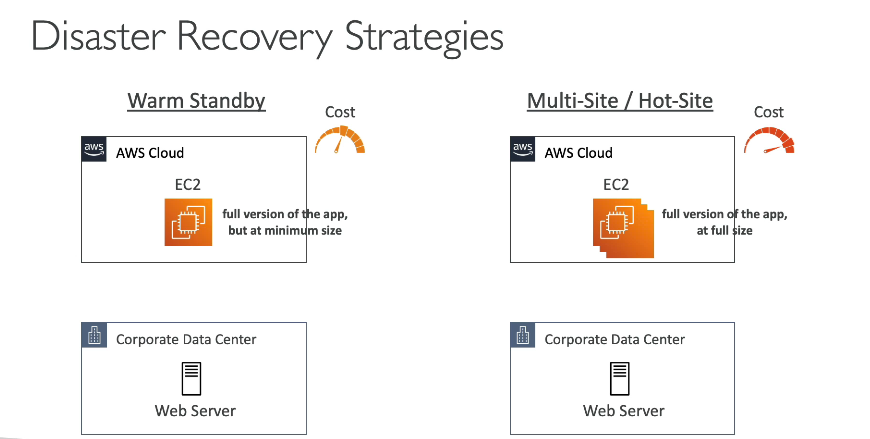 Disaster Recovery Strategies
Warm Standby
Cost
aws
AWS Cloud
EC2
full version of the app,
but at minimum size
Corporate Data Center
Web Server
Multi-Site / Hot-Site
Cost
aws
AWS Cloud
EC2
full version of the app,
at full size
Corporate Data Center
Web Server